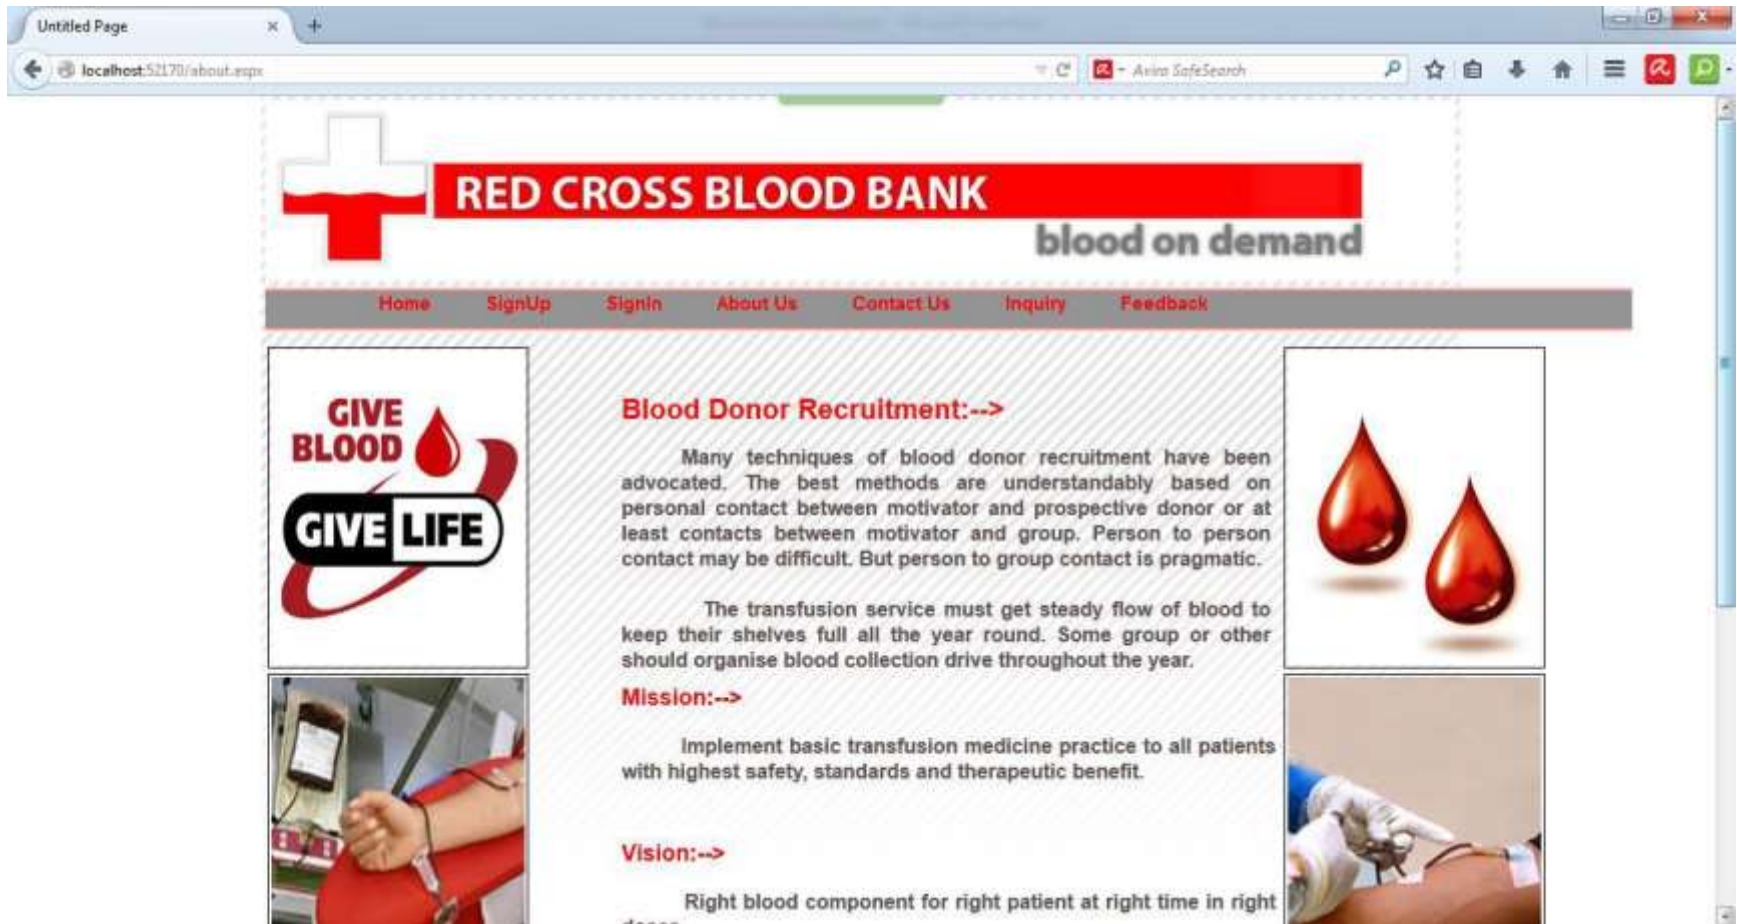 Untitled Page
localhost:52170/about.aspx
Avira SafeSearch
RED CROSS BLOOD BANK
blood on demand
Home SignUp SignIn About Us Contact Us Inquiry Feedback
GIVE
BLOOD
GIVE LIFE
Blood Donor Recruitment:-->
Many techniques of blood donor recruitment have been
advocated. The best methods are understandably based on
personal contact between motivator and prospective donor or at
least contacts between motivator and group. Person to person
contact may be difficult. But person to group contact is pragmatic.
The transfusion service must get steady flow of blood to
keep their shelves full all the year round. Some group or other
should organise blood collection drive throughout the year.
Mission:-->
Implement basic transfusion medicine practice to all patients
with highest safety, standards and therapeutic benefit.
Vision:-->
Right blood component for right patient at right time in right